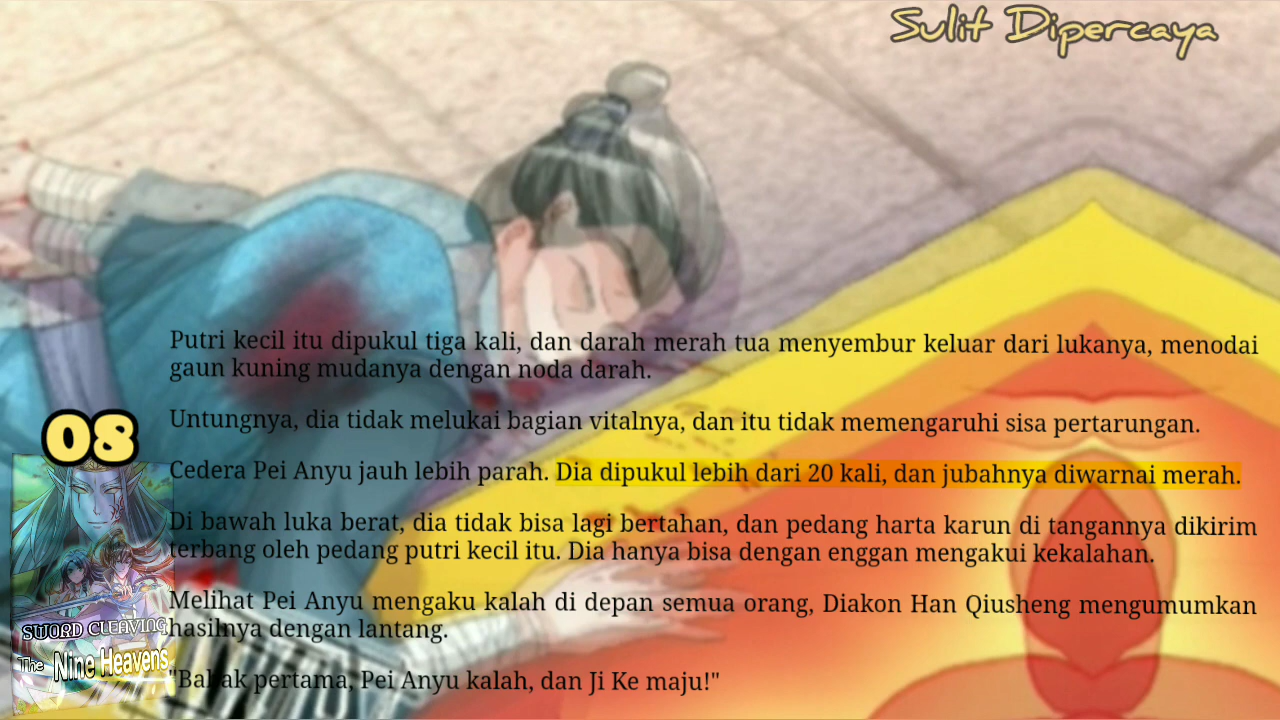 Sulit Dipercaya
Putri kecil itu dipukul tiga kali, dan darah merah tua menyembur keluar dari lukanya, menodai
gaun kuning mudanya dengan noda darah.
Untungnya, dia tidak melukai bagian vitalnya, dan itu tidak memengaruhi sisa pertarungan.
Cedera Pei Anyu jauh lebih parah. Dia dipukul lebih dari 20 kali, dan jubahnya diwarnai merah.
Di bawah luka berat, dia tidak bisa lagi bertahan, dan pedang harta karun di tangannya dikirim
terbang oleh pedang putri kecil itu. Dia hanya bisa dengan enggan mengakui kekalahan.
Melihat Pei Anyu mengaku kalah di depan semua orang, Diakon Han Qiusheng mengumumkan
hasilnya dengan lantang.
"Babak pertama, Pei Anyu kalah, dan Ji Ke maju!"
08
SWORD CLEAVING
The Nine Heavens